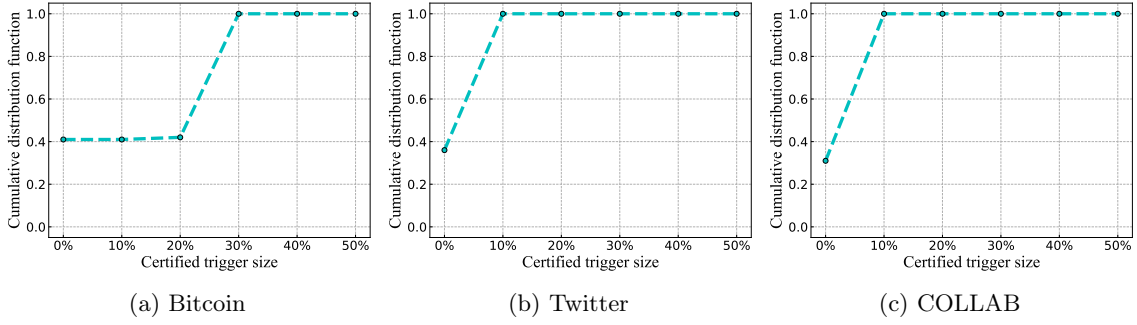 Cumulative distribution function
1.0
0.8
0.6
0.4
0.2
0.0
0% 10% 20% 30% 40% 50%
Certified trigger size
(a) Bitcoin
Cumulative distribution function
1.0
0.8
0.6
0.4
0.2
0.0
0% 10% 20% 30% 40% 50%
Certified trigger size
(b) Twitter
Cumulative distribution function
1.0
0.8
0.6
0.4
0.2
0.0
0% 10% 20% 30% 40% 50%
Certified trigger size
(c) COLLAB